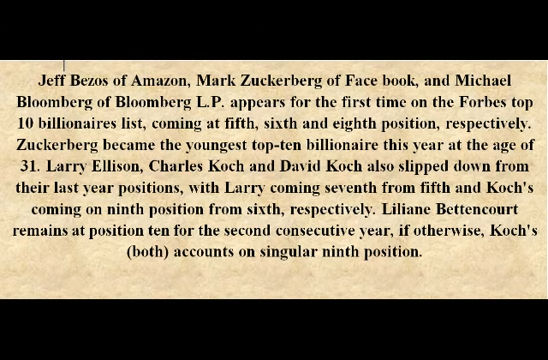 Jeff Bezos of Amazon, Mark Zuckerberg of Face book, and Michael
Bloomberg of Bloomberg L.P. appears for the first time on the Forbes top
10 billionaires list, coming at fifth, sixth and eighth position, respectively.
Zuckerberg became the youngest top-ten billionaire this year at the age of
31. Larry Ellison, Charles Koch and David Koch also slipped down from
their last year positions, with Larry coming seventh from fifth and Koch's
coming on ninth position from sixth, respectively. Liliane Bettencourt
remains at position ten for the second consecutive year, if otherwise, Koch's
(both) accounts on singular ninth position.